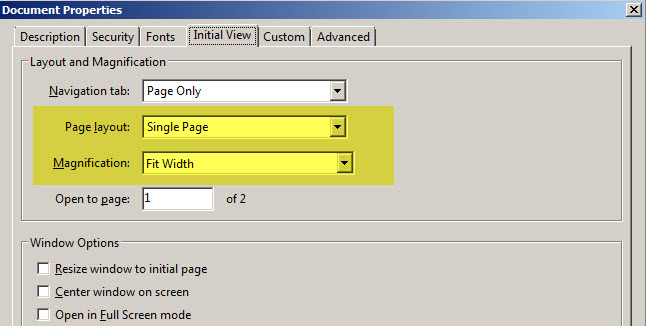 Document Properties
Description Security Fonts Initial View Custom Advanced
Layout and Magnification
Navigation tab: Page Only
Page layout: Single Page
Magnification: Fit Width
Open to page: 1 of 2
Window Options
Resize window to initial page
Center window on screen
Open in Full Screen mode